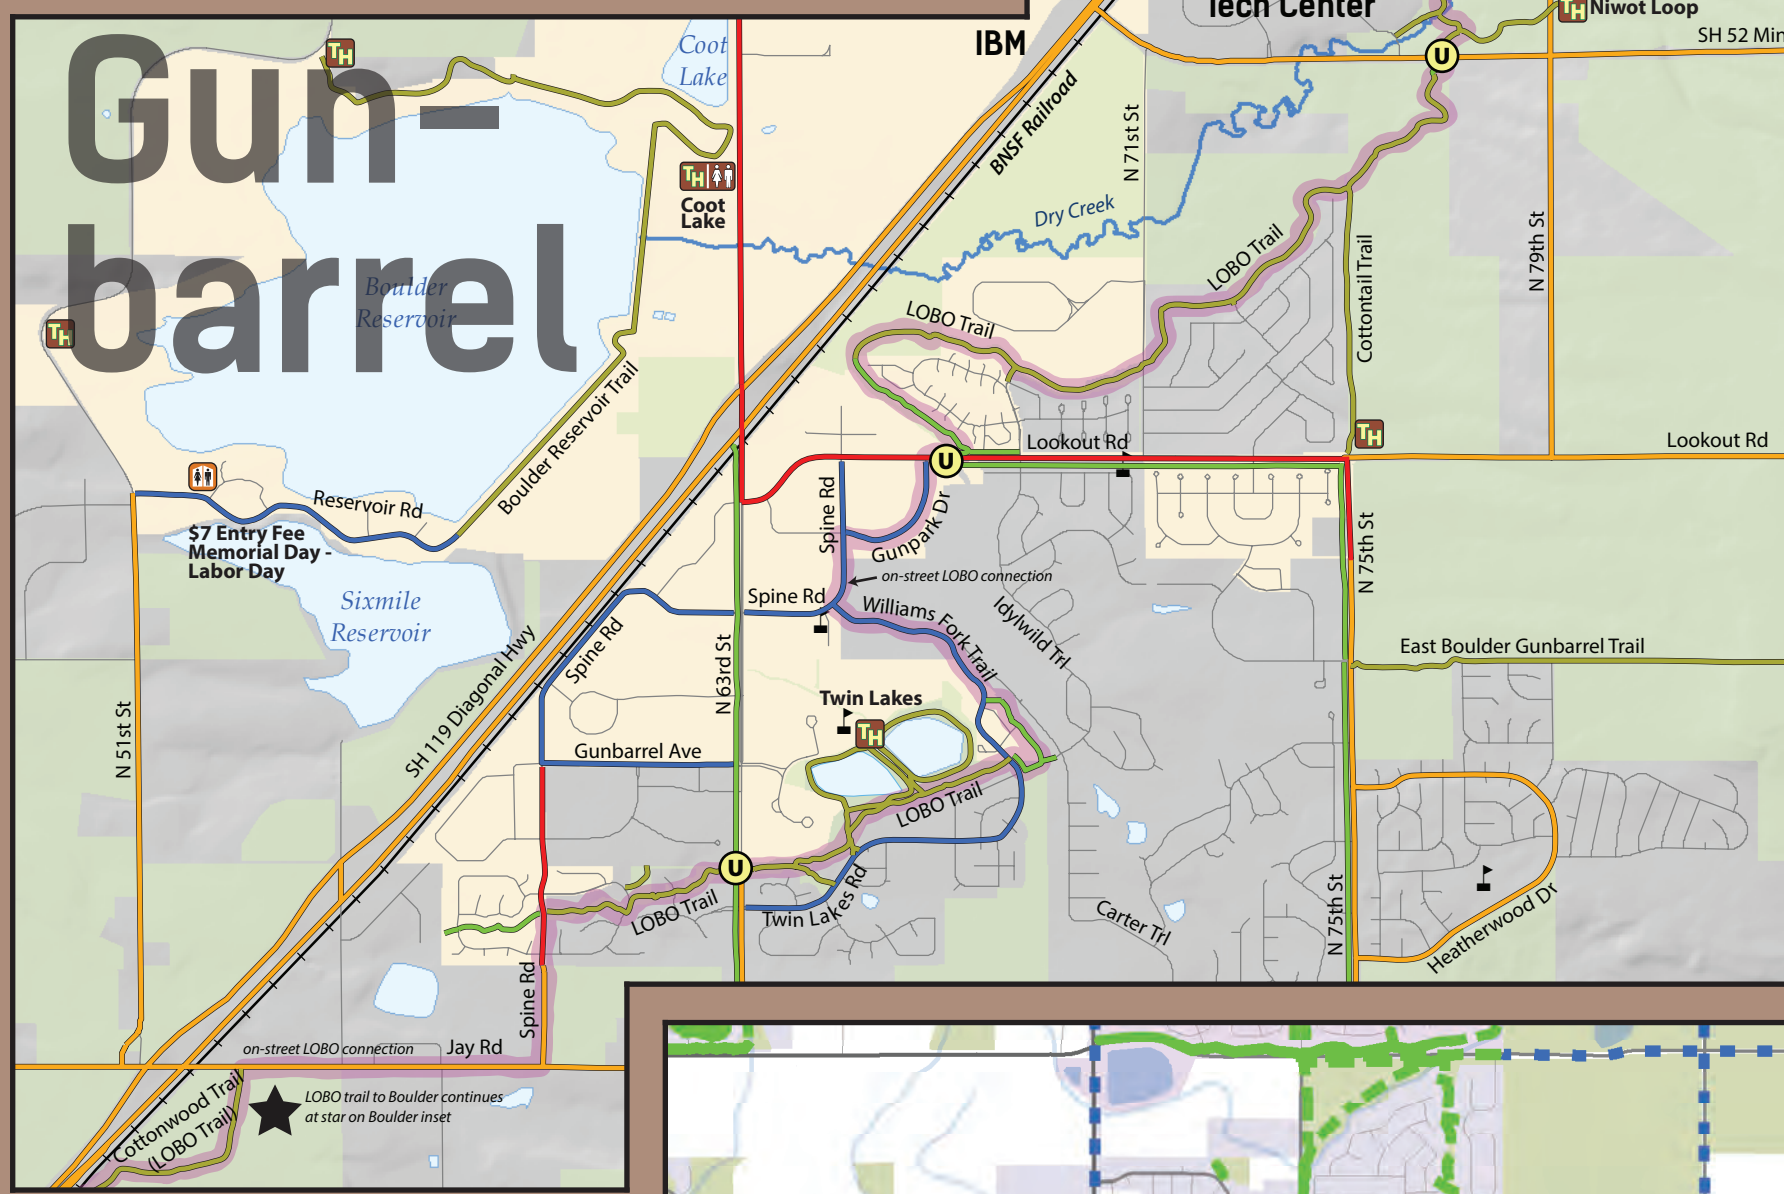 Gun-
barrel
TH
Coot
Lake
IBM
Tech Center
TH Niwot Loop
SH 52 Min
U
BNSF Railroad
N 71st St
TH
Coot
Lake
Dry Creek
LOBO Trail
Cottontail Trail
N 79th St
Boulder
Reservoir
TH
LOBO Trail
Boulder Reservoir Trail
TH
Lookout Rd
Lookout Rd
U
Reservoir Rd
$7 Entry Fee
Memorial Day -
Labor Day
Spine Rd
Gunpark Dr
N 75th St
on-street LOBO connection
Sixmile
Reservoir
Spine Rd
Williams Fork Trail
Idylwild Trl
Spine Rd
N 63rd St
East Boulder Gunbarrel Trail
SH 119 Diagonal Hwy
N 51st St
Twin Lakes
TH
Gunbarrel Ave
LOBO Trail
U
LOBO Trail
Twin Lakes Rd
Carter Trl
N 75th St
Heatherwood Dr
Spine Rd
on-street LOBO connection
Jay Rd
Cottonwood Trail
(LOBO Trail)
LOBO trail to Boulder continues
at star on Boulder inset